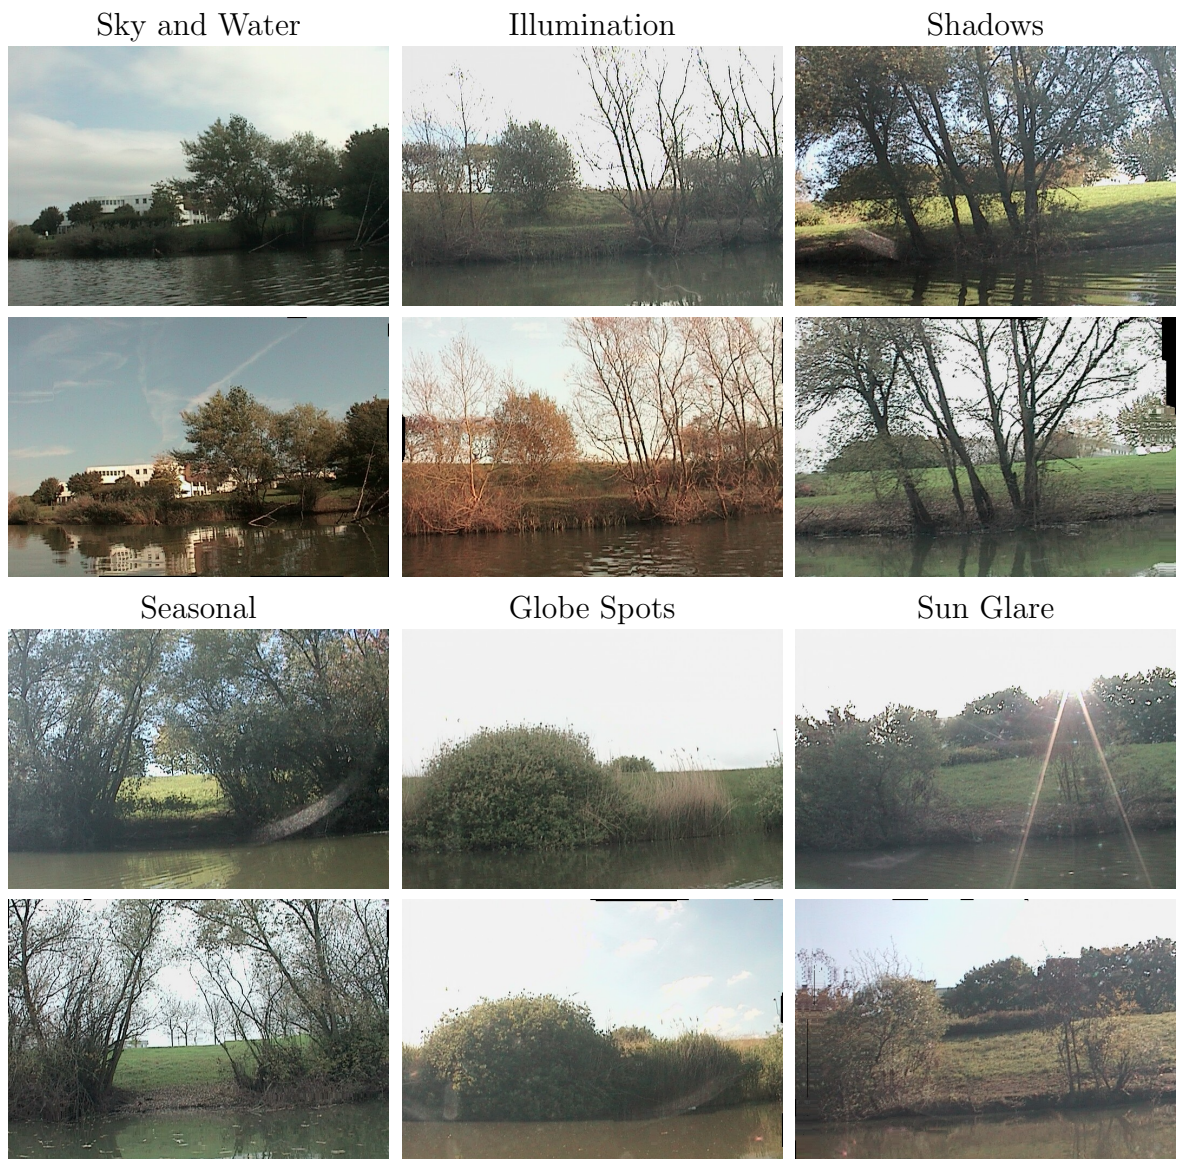 Sky and Water
Illumination
Shadows
Seasonal
Globe Spots
Sun Glare